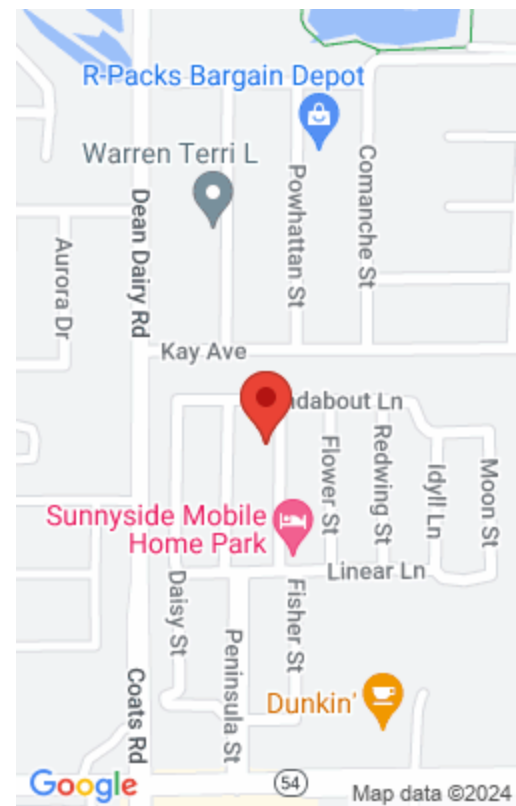 R-Packs Bargain Depot
Warren Terri L
Dean Dairy Rd
Powhattan St
Comanche St
Aurora Dr
Kay Ave
dabout Ln
Flower St
Redwing St
Idyll Ln
Moon St
Sunnyside Mobile
Home Park
Linear Ln
Daisy St
Fisher St
Peninsula St
Coats Rd
Dunkin'
54
Google
Map data ©2024